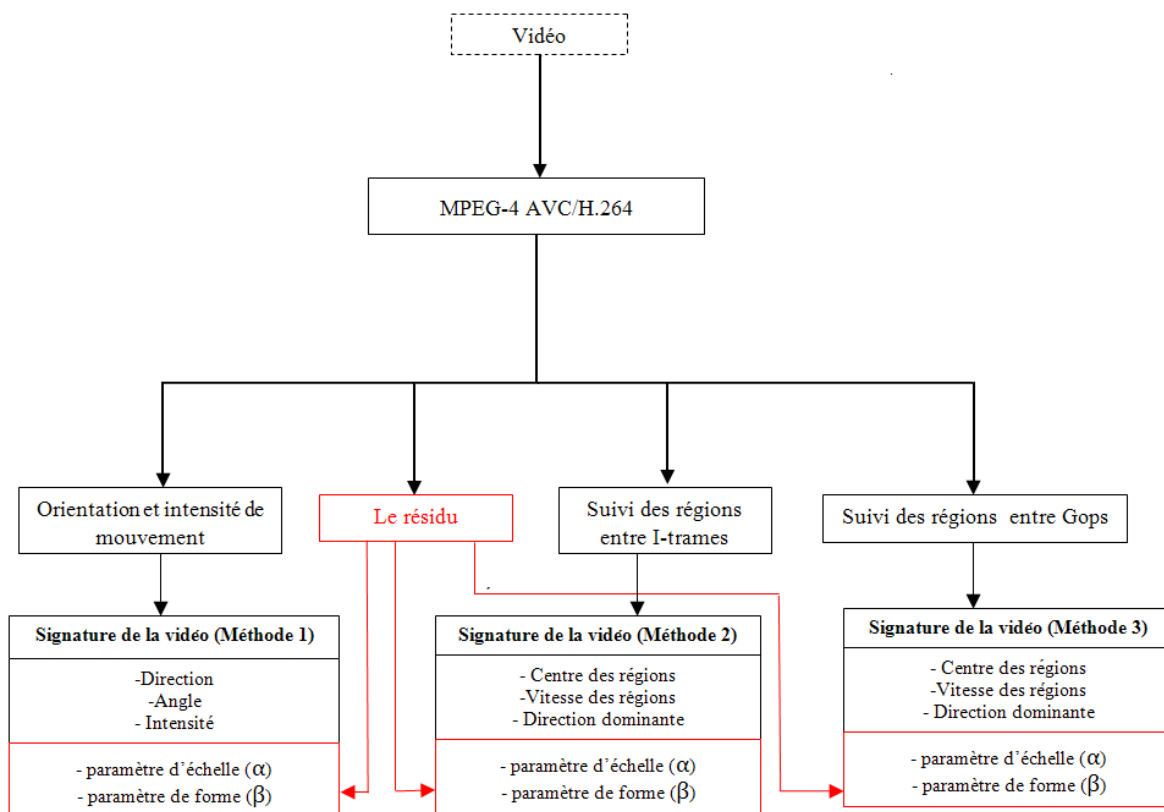 Vidéo
MPEG-4 AVC/H.264
Orientation et intensité de
mouvement
Le résidu
Suivi des régions
entre I-trames
Suivi des régions entre Gops
Signature de la vidéo (Méthode 1)
-Direction
-Angle
- Intensité
- paramètre d'échelle (α)
- paramètre de forme (β)
Signature de la vidéo (Méthode 2)
- Centre des régions
-Vitesse des régions
- Direction dominante
- paramètre d'échelle (α)
- paramètre de forme (β)
Signature de la vidéo (Méthode 3)
- Centre des régions
-Vitesse des régions
- Direction dominante
- paramètre d'échelle (α)
- paramètre de forme (β)